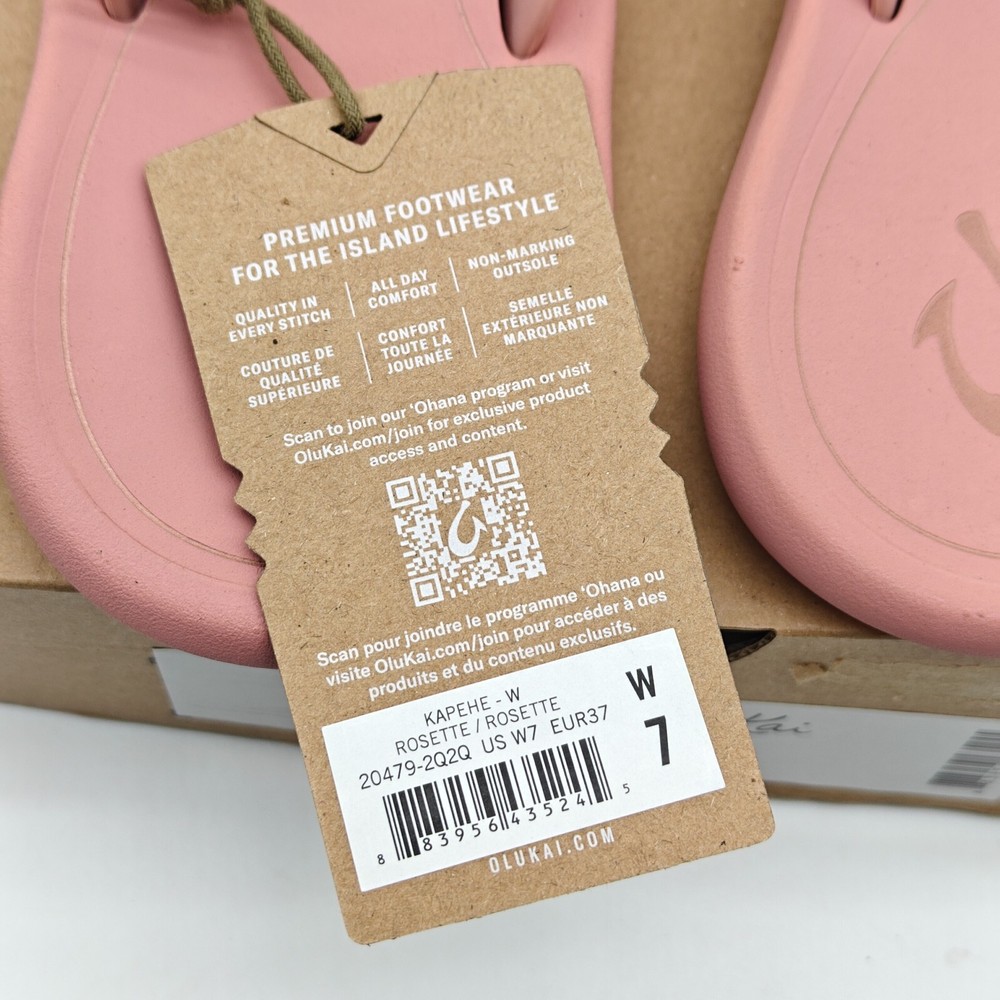 PREMIUM FOOTWEAR
FOR THE ISLAND LIFESTYLE
QUALITY IN
EVERY STITCH
ALL DAY
COMFORT
NON-MARKING
OUTSOLE
COUTURE DE
QUALITÉ
SUPÉRIEURE
CONFORT
TOUTE LA
JOURNÉE
SEMELLE
EXTÉRIEURE NON
MARQUANTE
Scan to join our ‘Ohana program or visit
OluKai.com/join for exclusive product
access and content.
Scan pour joindre le programme ‘Ohana ou
visite OluKai.com/join pour accéder à des
produits et du contenu exclusifs.
KAPEHE - W
ROSETTE / ROSETTE
20479-2Q2Q US W7 EUR37
W
7
8 83956 43524 5
OLUKAI.COM